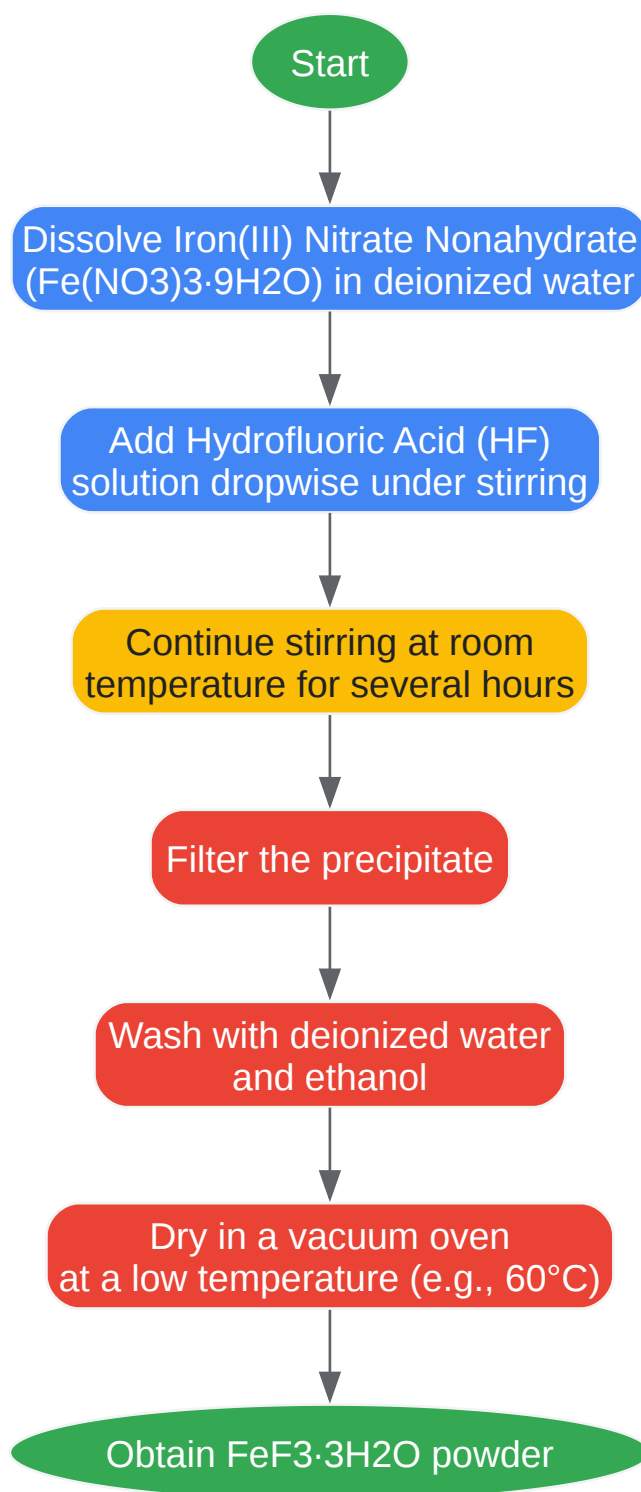 Start
Dissolve Iron(III) Nitrate Nonahydrate
(Fe(NO3)3·9H2O) in deionized water
Add Hydrofluoric Acid (HF)
solution dropwise under stirring
Continue stirring at room
temperature for several hours
Filter the precipitate
Wash with deionized water
and ethanol
Dry in a vacuum oven
at a low temperature (e.g., 60°C)
Obtain FeF3·3H2O powder